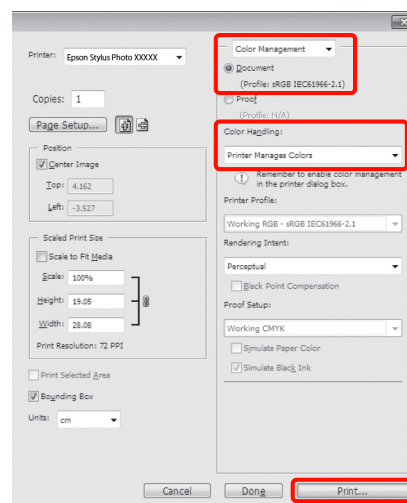 Printer: Epson Stylus Photo XXXXX
Copies: 1
Page Setup...
Position
Center Image
Top: 4.162
Left: -3.527
Scaled Print Size
Scale to Fit Media
Scale: 100%
Height: 19.05
Width: 28.08
Print Resolution: 72 PPI
Print Selected Area
Bounding Box
Units: cm
Color Management
Document
(Profile: sRGB IEC61966-2.1)
Proof
(Profile: N/A)
Color Handling:
Printer Manages Colors
Remember to enable color management
in the printer dialog box.
Printer Profile:
Working RGB - sRGB IEC61966-2.1
Rendering Intent:
Perceptual
Black Point Compensation
Proof Setup:
Working CMYK
Simulate Paper Color
Simulate Black Ink
Cancel
Done
Print...